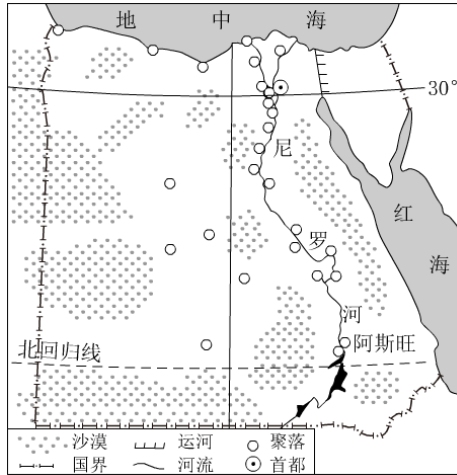 地中海
30°
尼
罗
河
红
海
阿斯旺
北回归线
沙漠 运河 聚落
国界 河流 首都